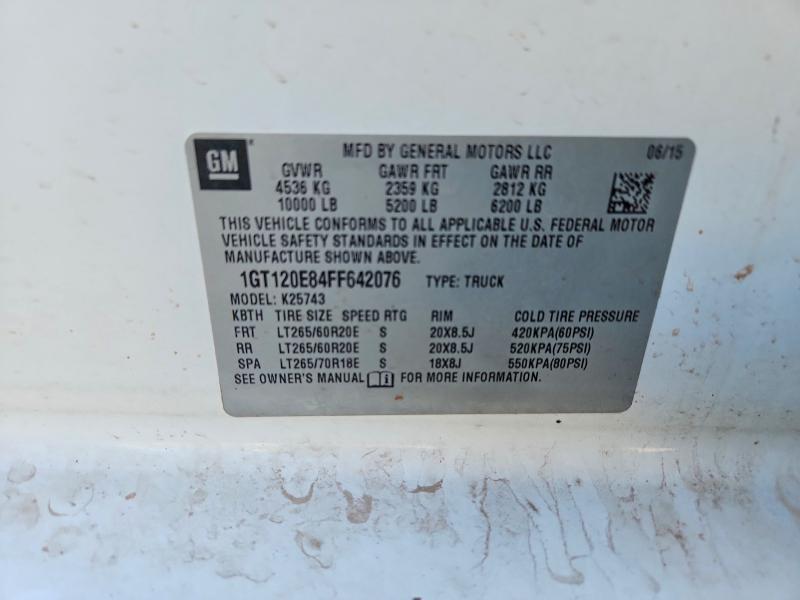 GM MFD BY GENERAL MOTORS LLC 06/15
GVWR GAWR FRT GAWR RR
4536 KG 2359 KG 2812 KG
10000 LB 5200 LB 6200 LB
THIS VEHICLE CONFORMS TO ALL APPLICABLE U.S. FEDERAL MOTOR
VEHICLE SAFETY STANDARDS IN EFFECT ON THE DATE OF
MANUFACTURE SHOWN ABOVE.
1GT120E84FF642076 TYPE: TRUCK
MODEL: K25743
KBTH TIRE SIZE SPEED RTG RIM COLD TIRE PRESSURE
FRT LT265/60R20E S 20X8.5J 420KPA(60PSI)
RR LT265/60R20E S 20X8.5J 520KPA(75PSI)
SPA LT265/70R18E S 18X8J 550KPA(80PSI)
SEE OWNER'S MANUAL FOR MORE INFORMATION.